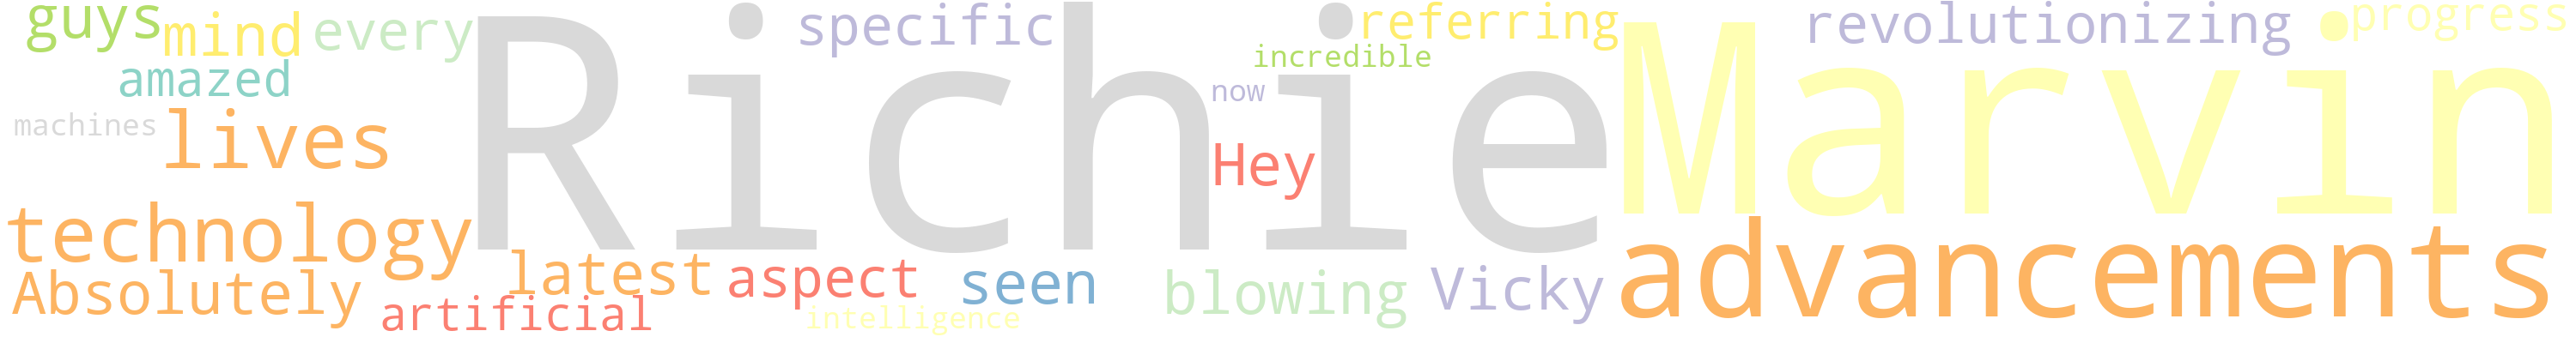 guys mind every specific incredible referring revolutionizing progress
amazed now
machines lives Richie Hey Marvin
technology
Absolutely latest aspect seen blowing Vicky advancements
artificial intelligence